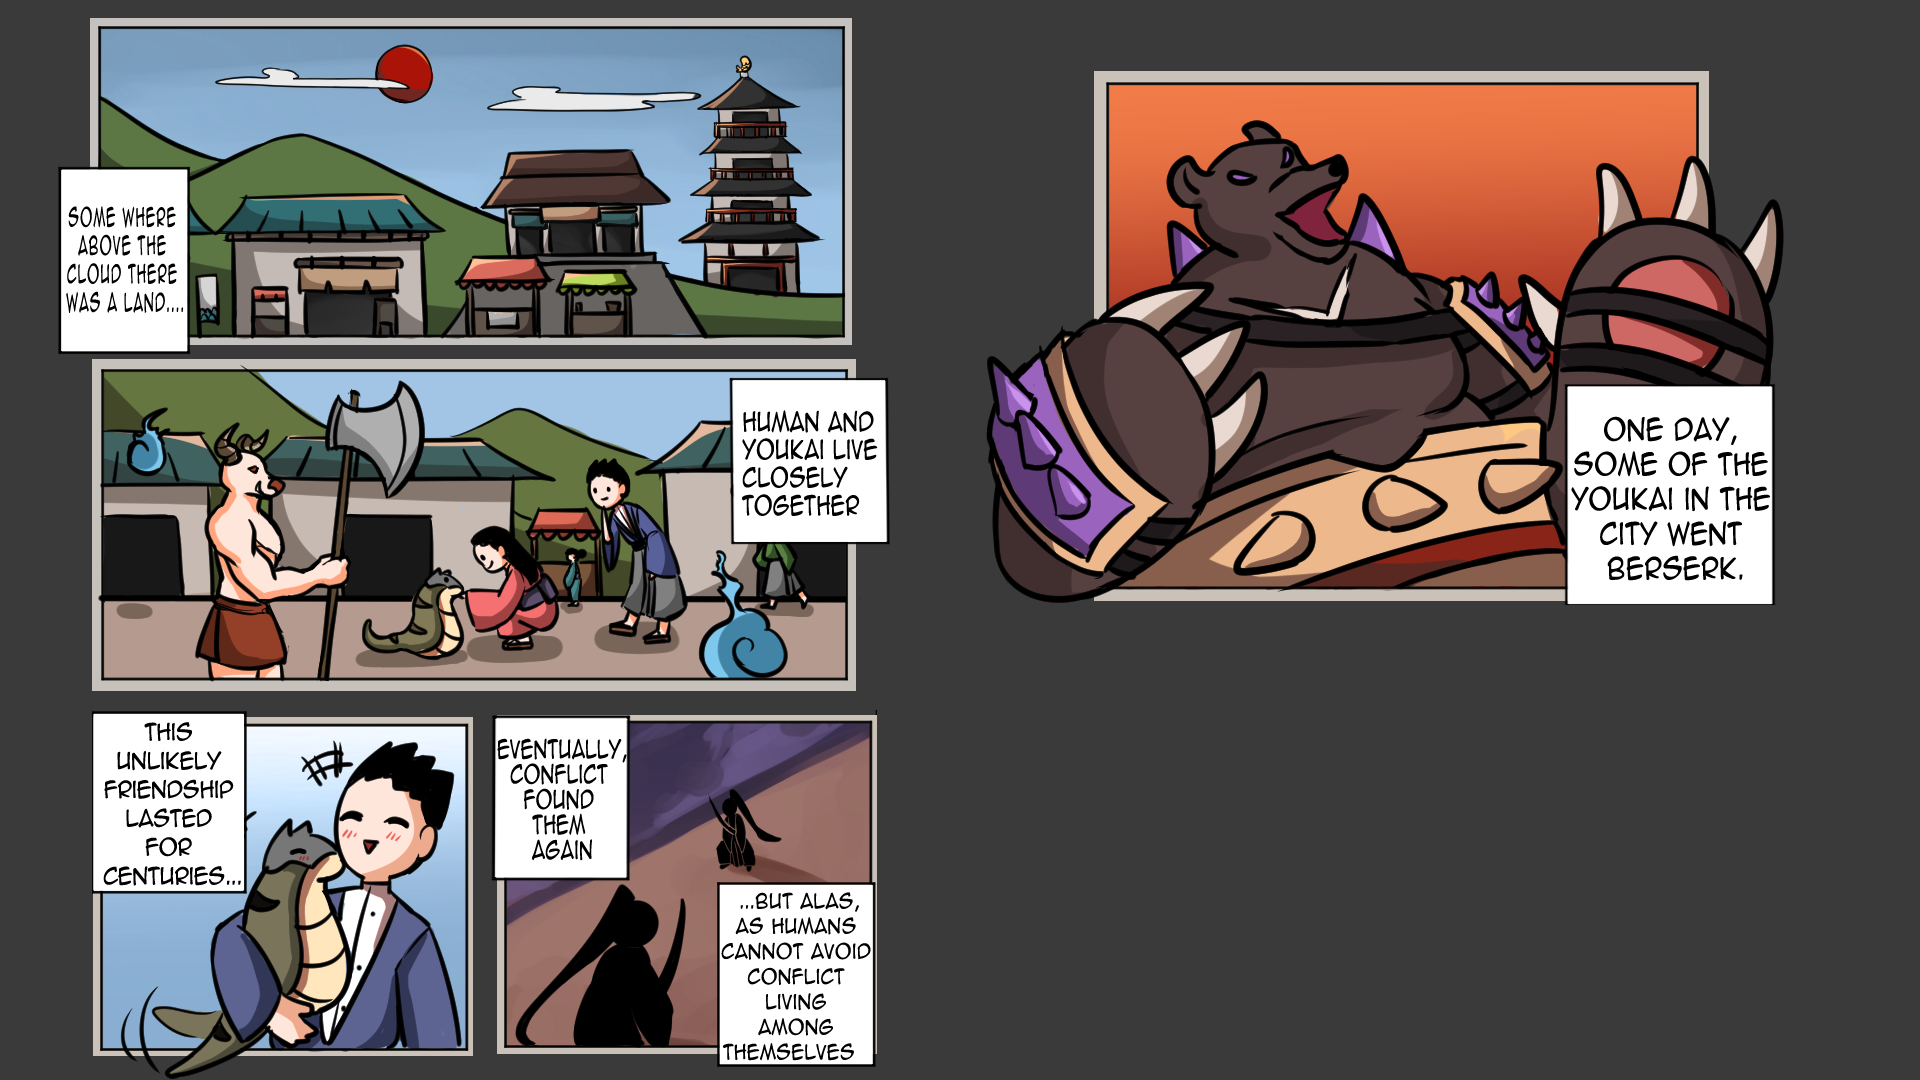 SOME WHERE
ABOVE THE
CLOUD THERE
WAS A LAND....
HUMAN AND
YOUKAI LIVE
CLOSELY
TOGETHER
THIS
UNLIKELY
FRIENDSHIP
LASTED
FOR
CENTURIES...
EVENTUALLY,
CONFLICT
FOUND
THEM
AGAIN
...BUT ALAS,
AS HUMANS
CANNOT AVOID
CONFLICT
LIVING
AMONG
THEMSELVES
ONE DAY,
SOME OF THE
YOUKAI IN THE
CITY WENT
BERSERK.